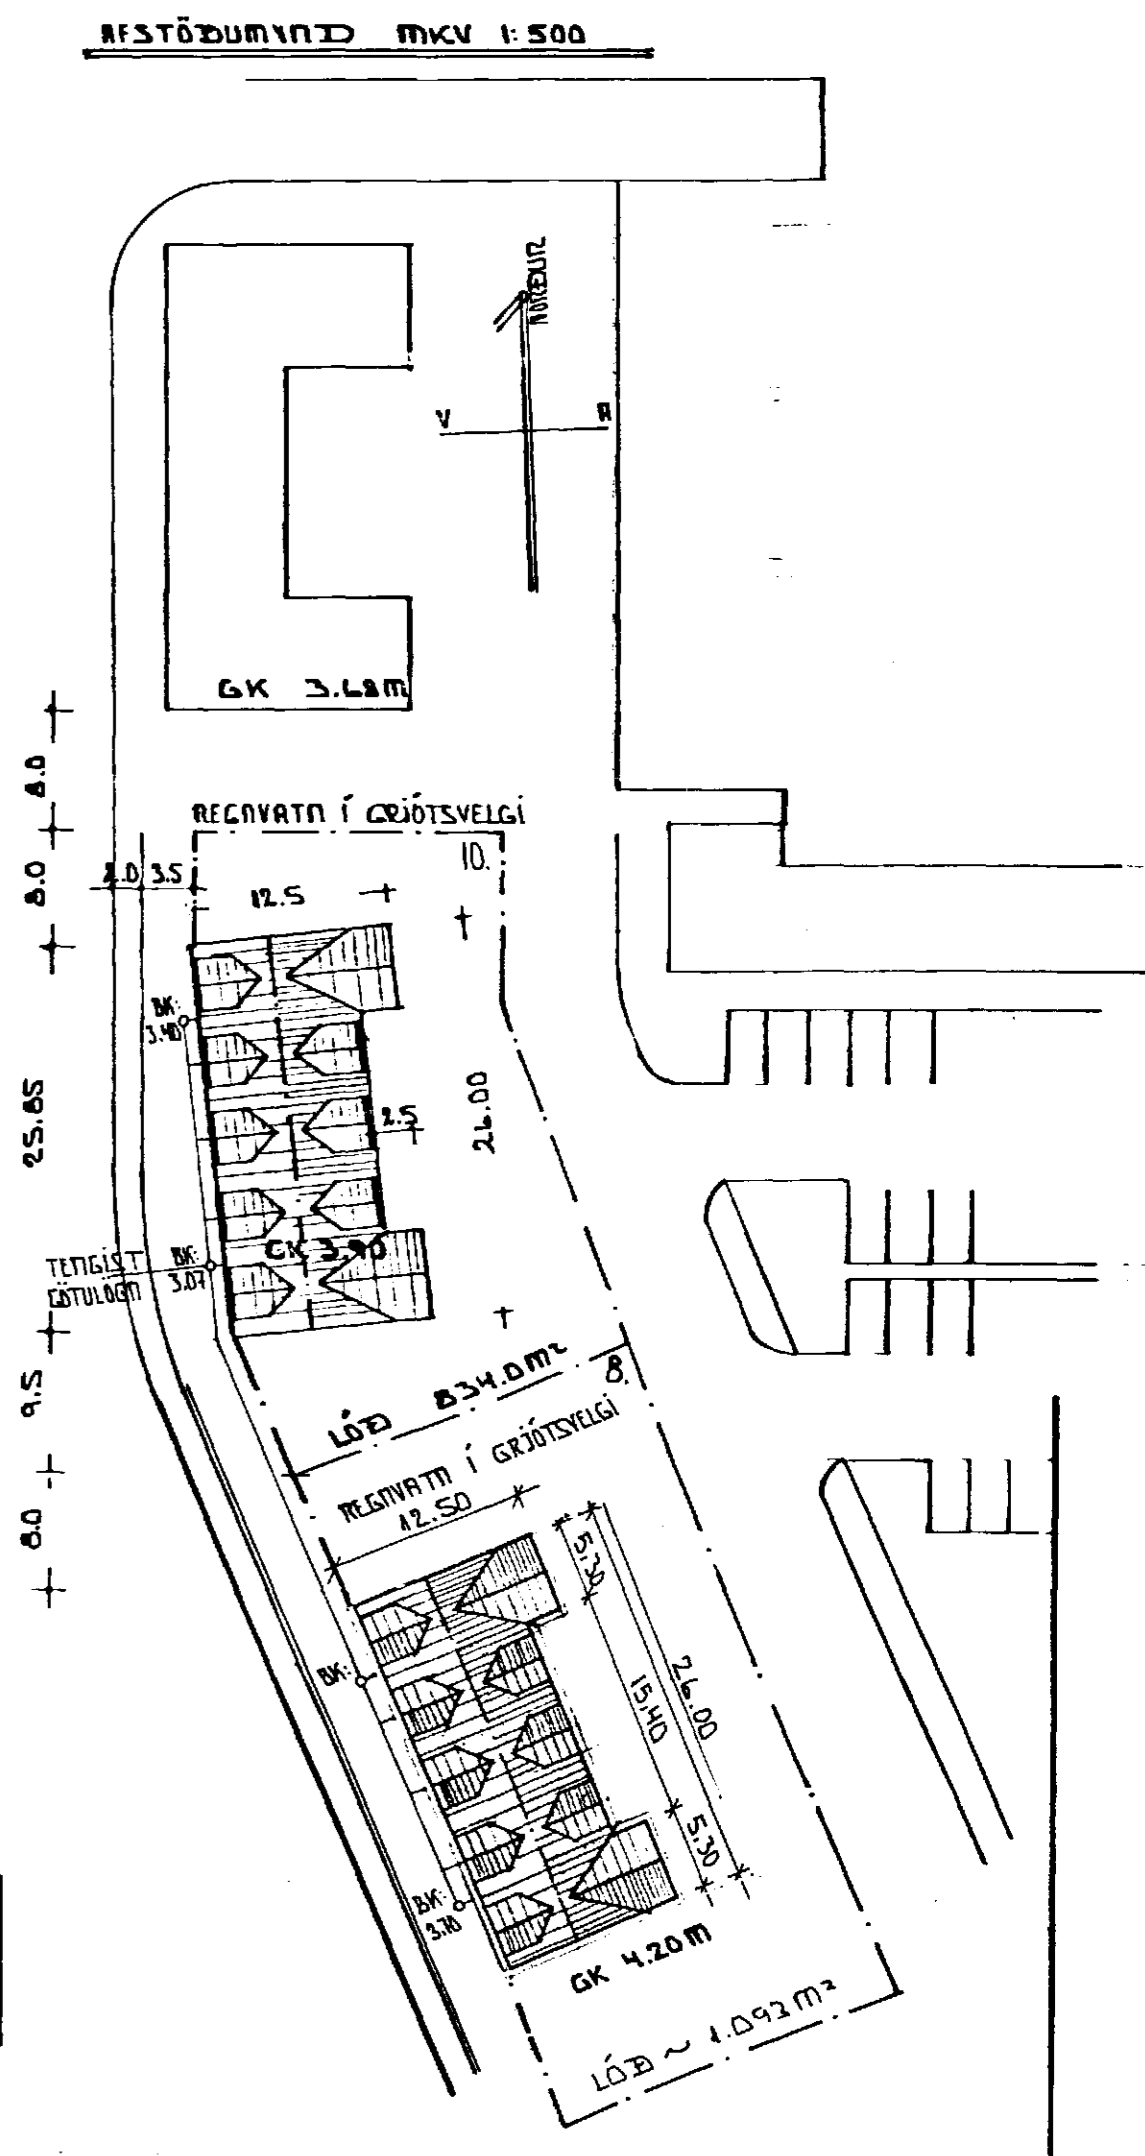 AFSTÖÐUMYND MKV 1:500
NORÐUR
V A
GK 3.68M
8.0
REGNVATN Í GRJÓTSVELGI
10.
8.0
2.0 3.5
12.5
BK:
3.40
25.85
26.00
2.5
GK 3.90
TENGIST
GÖTULÖGN
BK:
3.07
9.5
LÓÐ 834.0M²
8.
REGNVATN Í GRJÓTSVELGI
12.50
8.0
5.30
BK:
15.40
26.00
5.30
BK:
3.70
GK 4.20M
LÓÐ ~ 1.093M²